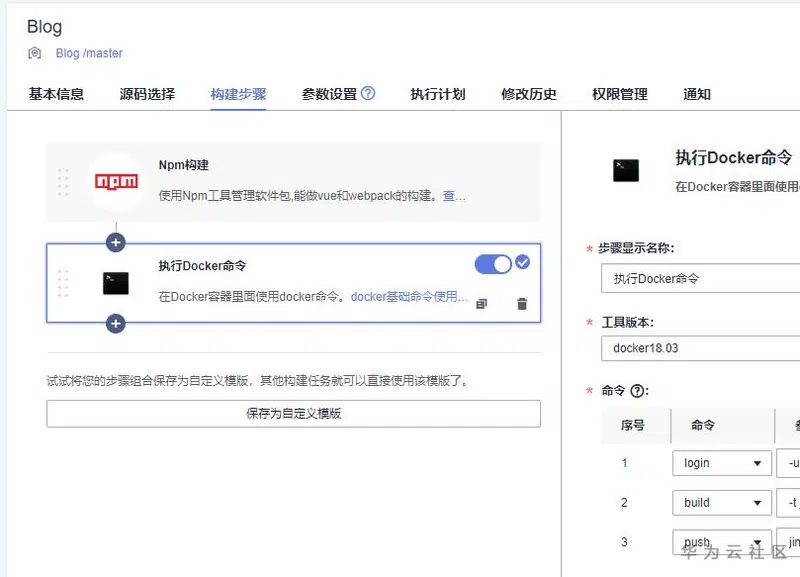 Blog
Blog /master
基本信息 源码选择 构建步骤 参数设置 ? 执行计划 修改历史 权限管理 通知
npm
Npm构建
使用Npm工具管理软件包,能做vue和webpack的构建。查...
执行Docker命令
在Docker容器里面使用docker命令。docker基础命令使用...
试试将您的步骤组合保存为自定义模版，其他构建任务就可以直接使用该模版了。
保存为自定义模版
执行Docker命令
在Docker容器里面使用
* 步骤显示名称:
执行Docker命令
* 工具版本:
docker18.03
* 命令 ?:
序号 命令
1 login -u
2 build -t
3 push jin
华为云社区